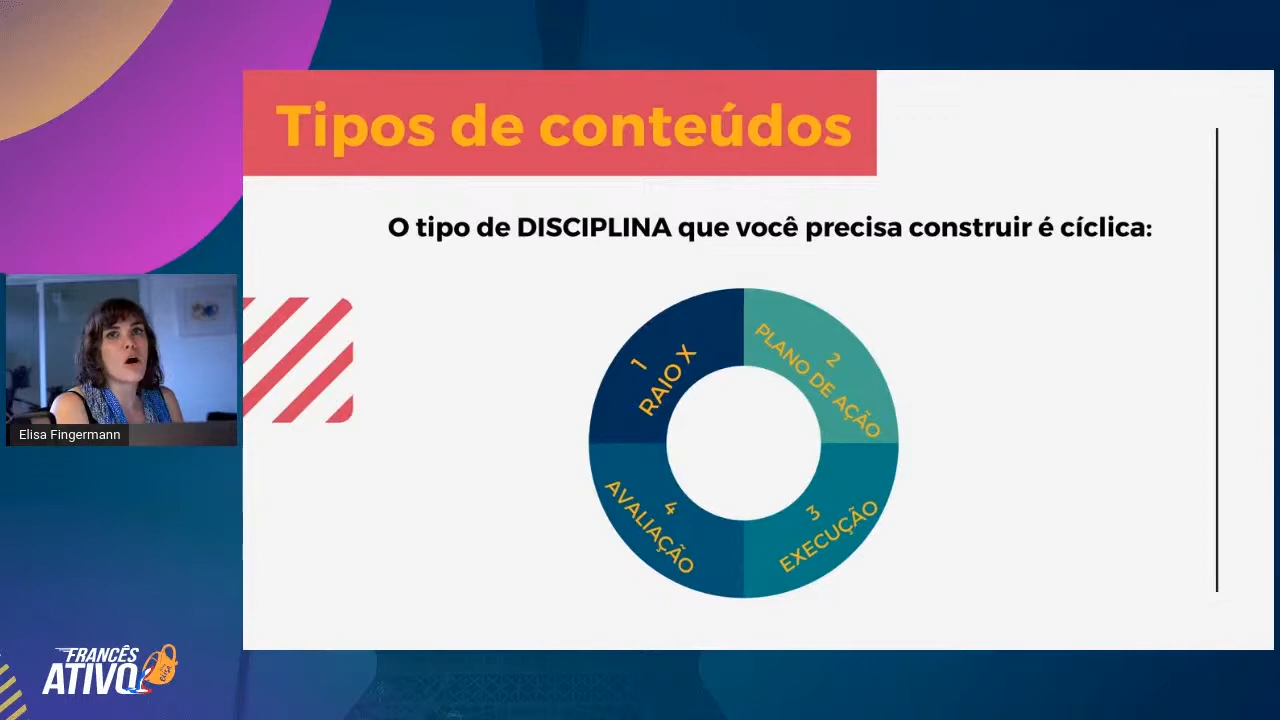 Tipos de conteúdos
O tipo de DISCIPLINA que você precisa construir é cíclica:
1
RAIO X
2
PLANO DE AÇÃO
3
EXECUÇÃO
4
AVALIAÇÃO
Elisa Fingermann
FRANCÊS
ATIVO